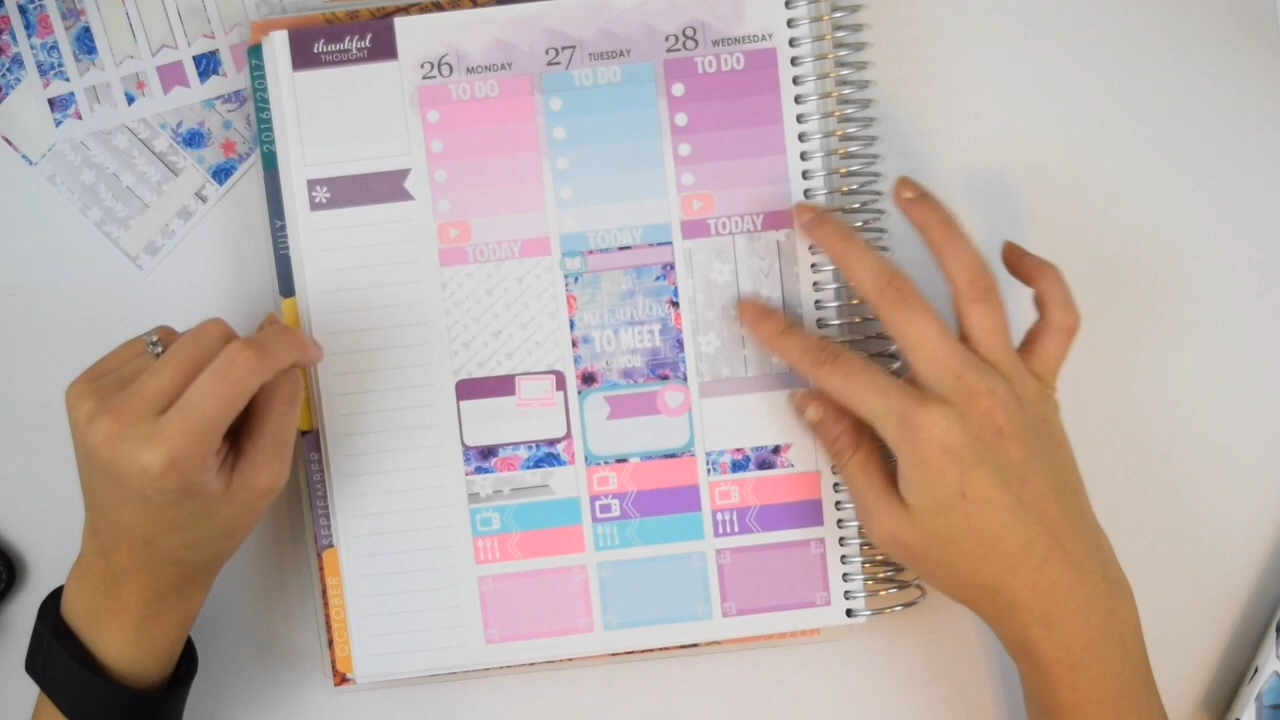 thankful
THOUGHT
26 MONDAY
27 TUESDAY
28 WEDNESDAY
TO DO
TO DO
TO DO
TODAY
TODAY
TODAY
enchanting
TO MEET
YOU
2016/2017
JULY
SEPTEMBER
OCTOBER